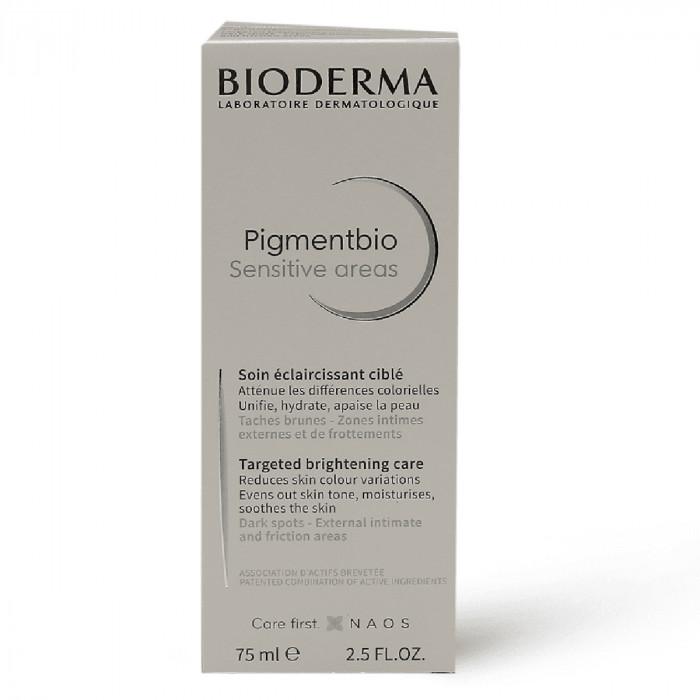 BIODERMA
LABORATOIRE DERMATOLOGIQUE
Pigmentbio
Sensitive areas
Soin éclaircissant ciblé
Atténue les différences colorielles
Unifie, hydrate, apaise la peau
Taches brunes - Zones intimes
externes et de frottements
Targeted brightening care
Reduces skin colour variations
Evens out skin tone, moisturises,
soothes the skin
Dark spots - External intimate
and friction areas
ASSOCIATION D'ACTIFS BREVETÉE
PATENTED COMBINATION OF ACTIVE INGREDIENTS
Care first. NAOS
75 ml ℮ 2.5 FL.OZ.